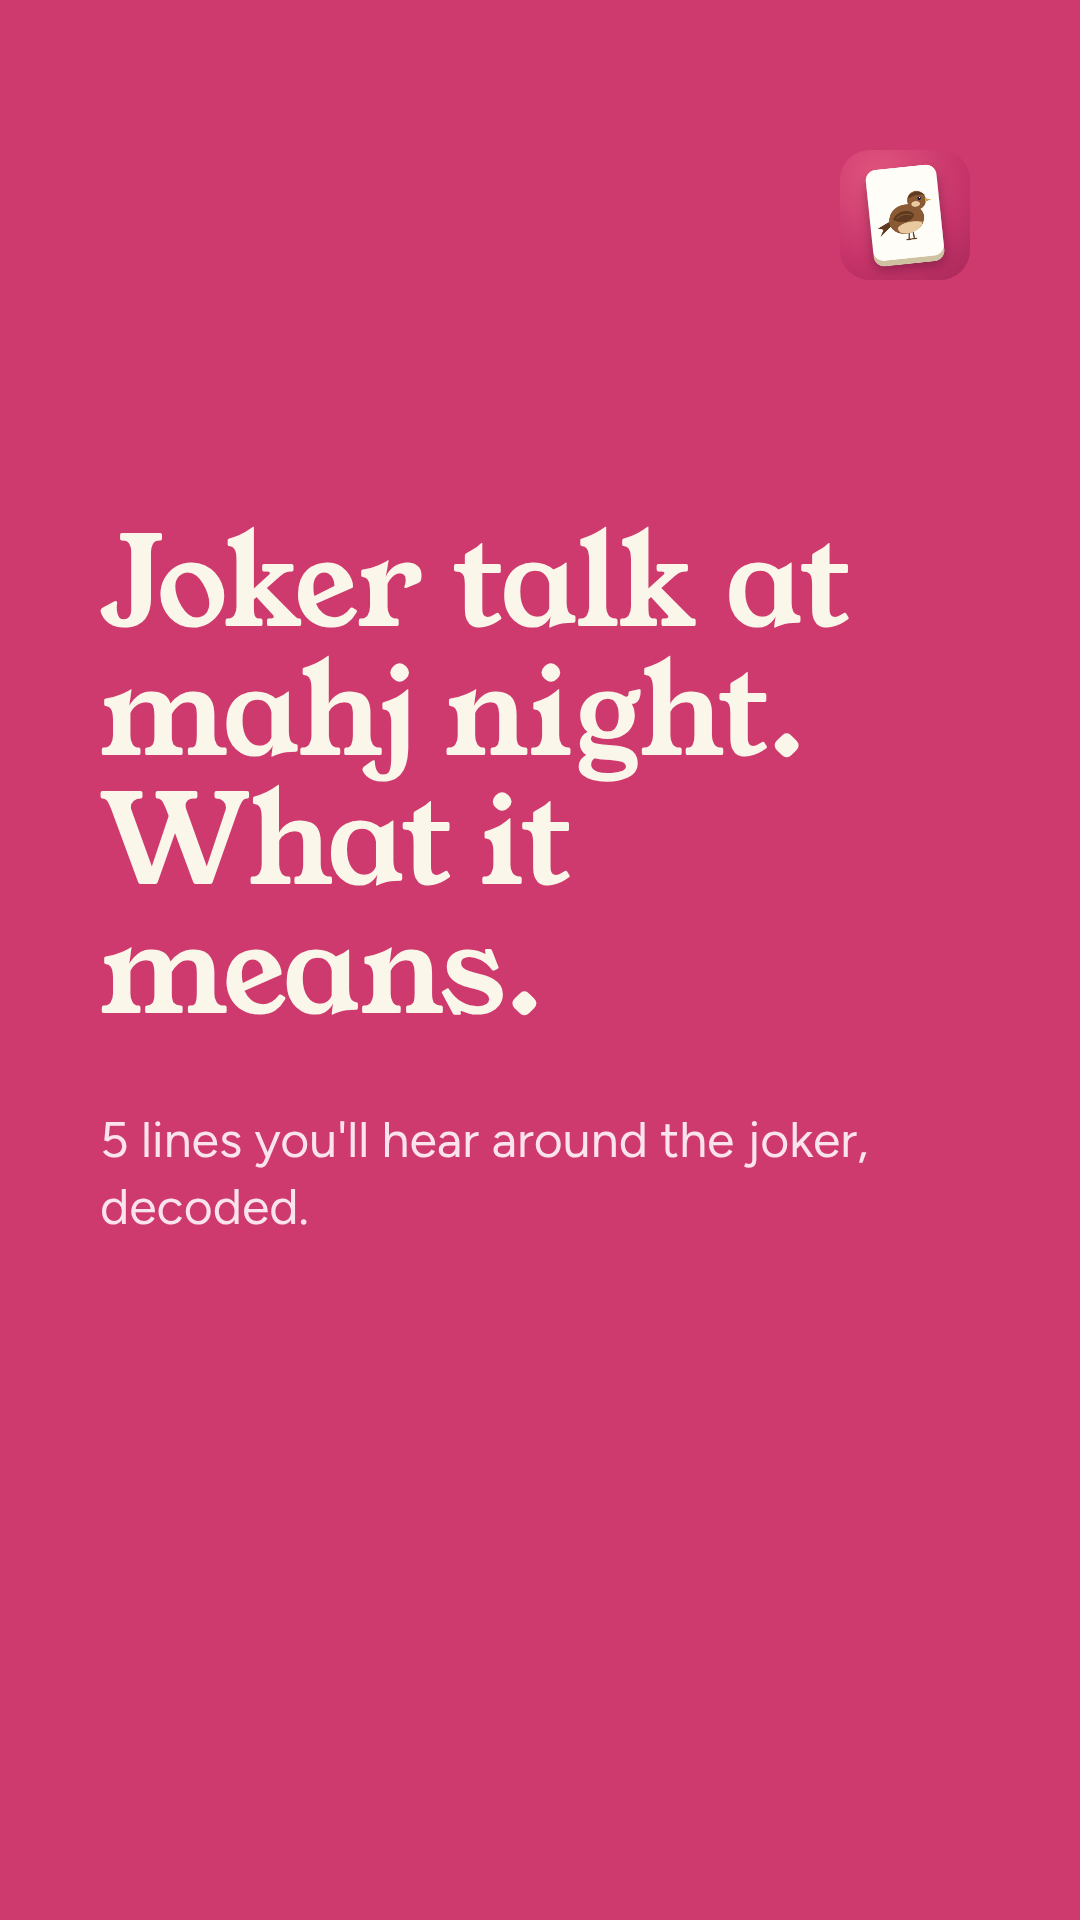 Joker talk at
mahj night.
What it
means.
5 lines you'll hear around the joker,
decoded.